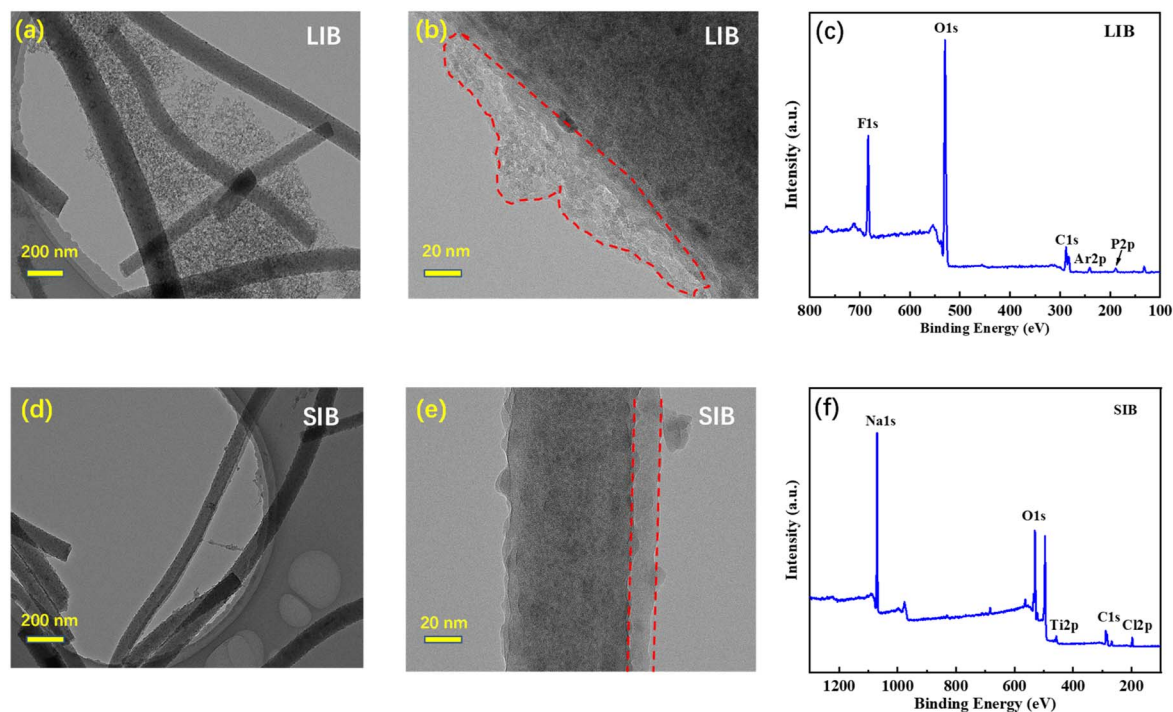 (a)
LIB
200 nm
(b)
LIB
20 nm
(c)
LIB
O1s
F1s
C1s
Ar2p
P2p
Intensity (a.u.)
800 700 600 500 400 300 200 100
Binding Energy (eV)
(d)
SIB
200 nm
(e)
SIB
20 nm
(f)
SIB
Na1s
O1s
Ti2p
C1s
Cl2p
Intensity (a.u.)
1200 1000 800 600 400 200
Binding Energy (eV)